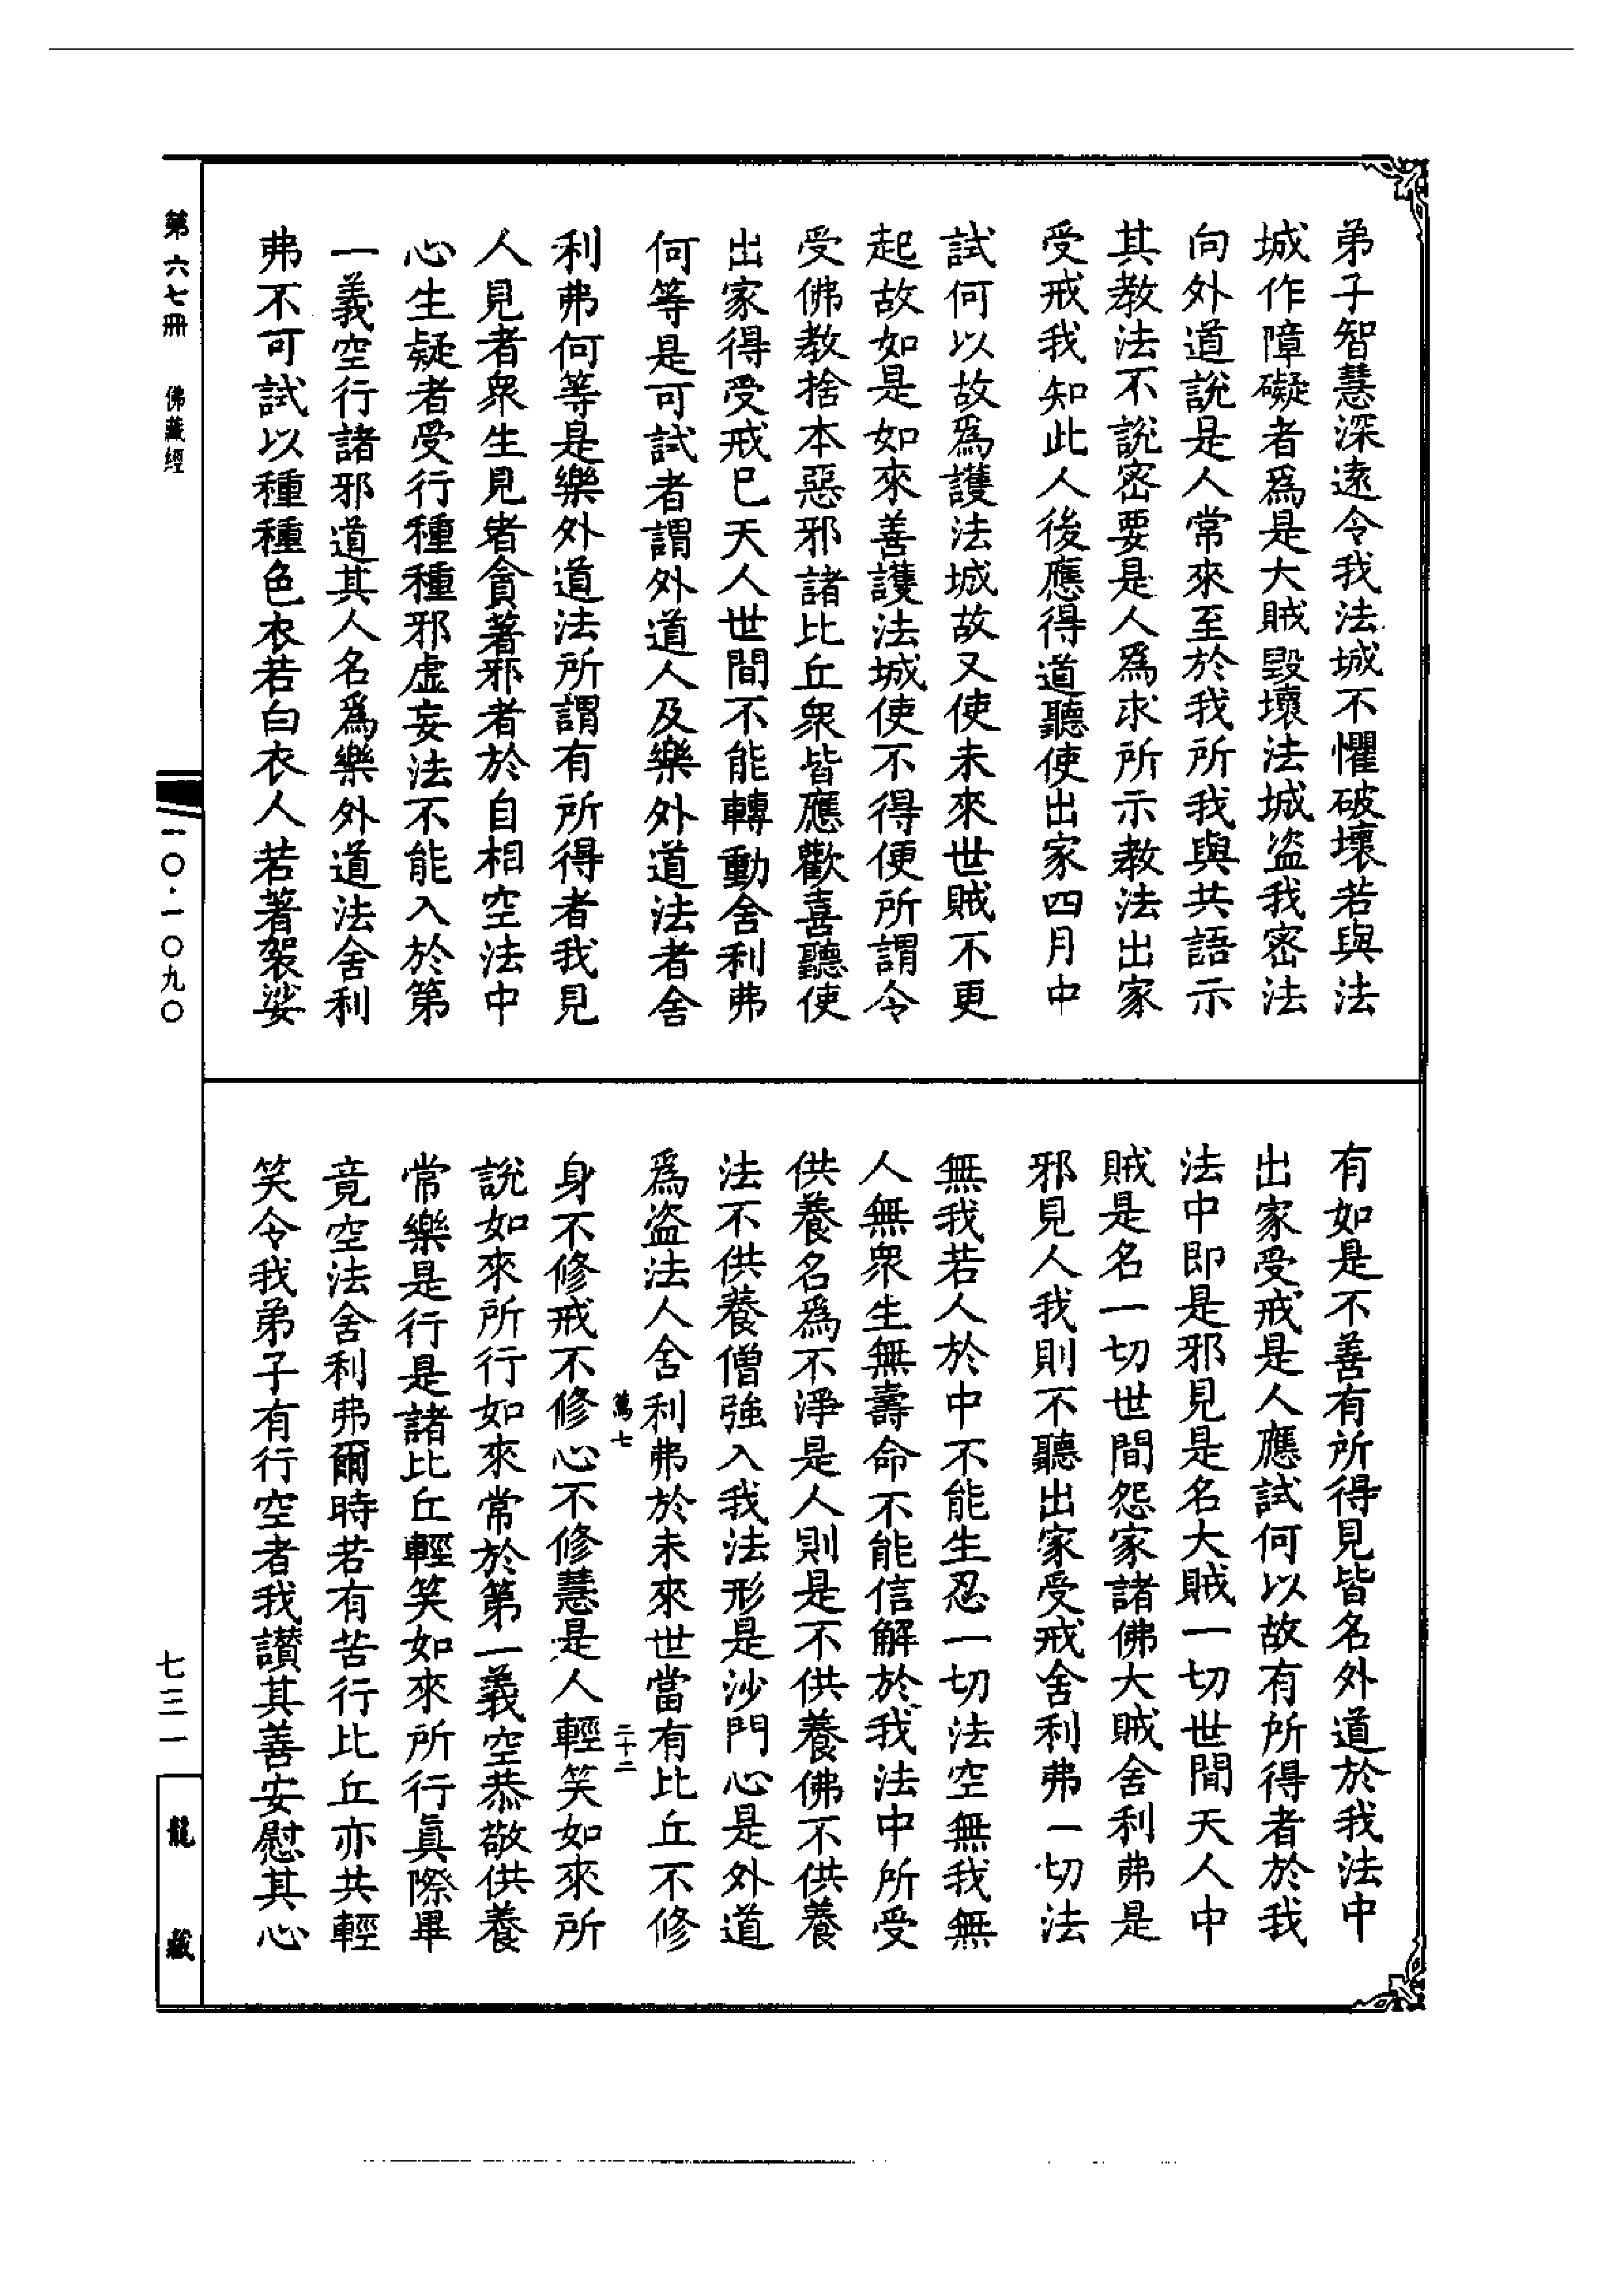 弟子智慧深遠令我法城不懼破壞若與法
城作障礙者爲是大賊毀壞法城盜我密法
向外道說是人常來至於我所我與共語示
其教法不說密要是人爲求所示教法出家
受戒我知此人後應得道聽使出家四月中
試何以故爲護法城故又使未來世賊不更
起故如是如來善護法城使不得便所謂令
受佛教捨本惡邪諸比丘衆皆應歡喜聽使
出家得受戒已天人世間不能轉動舍利弗
何等是可試者謂外道人及樂外道法者舍
利弗何等是樂外道法所謂有所得者我見
人見者衆生見者貪著邪者於自相空法中
心生疑者受行種種邪虛妄法不能入於第
一義空行諸邪道其人名爲樂外道法舍利
弗不可試以種種色衣若白衣人若著袈裟
有如是不善有所得見皆名外道於我法中
出家受戒是人應試何以故有所得者於我
法中即是邪見是名大賊一切世間天人中
賊是名一切世間怨家諸佛大賊舍利弗是
邪見人我則不聽出家受戒舍利弗一切法
無我若人於中不能生忍一切法空無我無
人無衆生無壽命不能信解於我法中所受
供養名爲不淨是人則是不供養佛不供養
法不供養僧強入我法形是沙門心是外道
爲盜法人舍利弗於未來世當有比丘不修
萬七 二十二
身不修戒不修心不修慧是人輕笑如來所
說如來所行如來常於第一義空恭敬供養
常樂是行是諸比丘輕笑如來所行真際畢
竟空法舍利弗爾時若有苦行比丘亦共輕
笑令我弟子有行空者我讚其善安慰其心
第六七冊 佛藏經
一〇·一〇九〇
七三一
龍藏